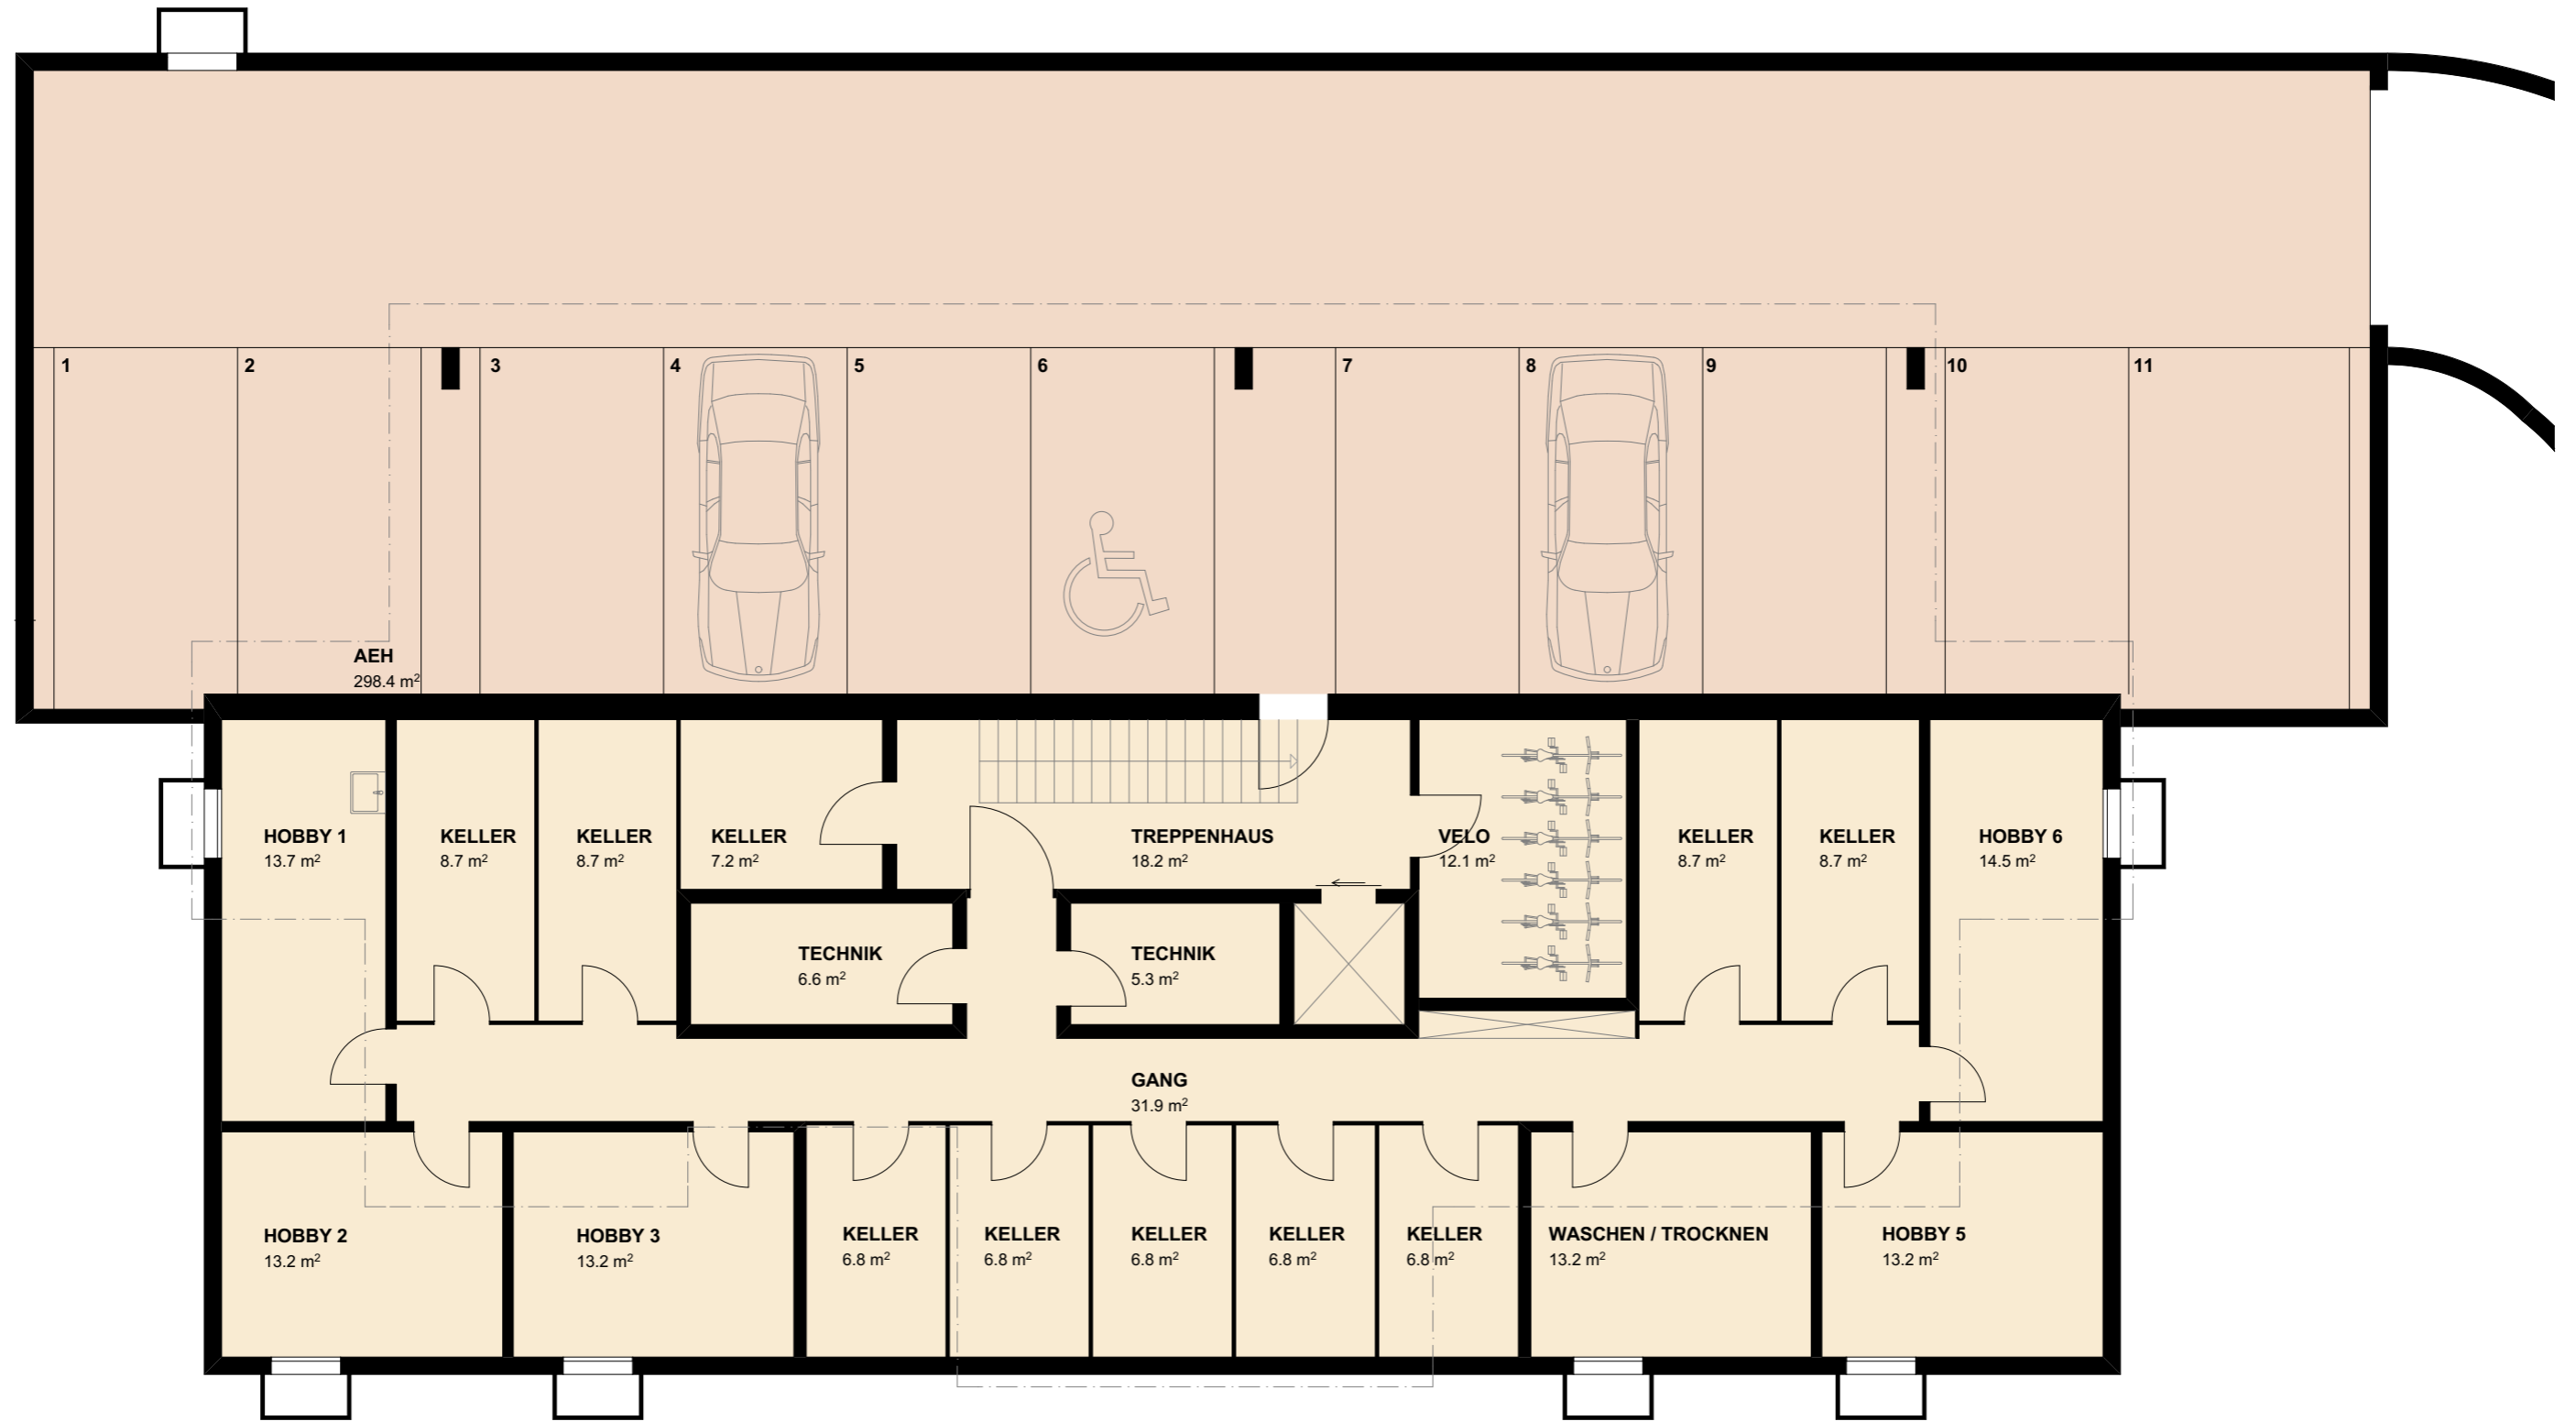 1
2
3
4
5
6
7
8
9
10
11
AEH
298.4 m²
HOBBY 1
13.7 m²
KELLER
8.7 m²
KELLER
8.7 m²
KELLER
7.2 m²
TREPPENHAUS
18.2 m²
VELO
12.1 m²
KELLER
8.7 m²
KELLER
8.7 m²
HOBBY 6
14.5 m²
TECHNIK
6.6 m²
TECHNIK
5.3 m²
GANG
31.9 m²
HOBBY 2
13.2 m²
HOBBY 3
13.2 m²
KELLER
6.8 m²
KELLER
6.8 m²
KELLER
6.8 m²
KELLER
6.8 m²
KELLER
6.8 m²
WASCHEN / TROCKNEN
13.2 m²
HOBBY 5
13.2 m²